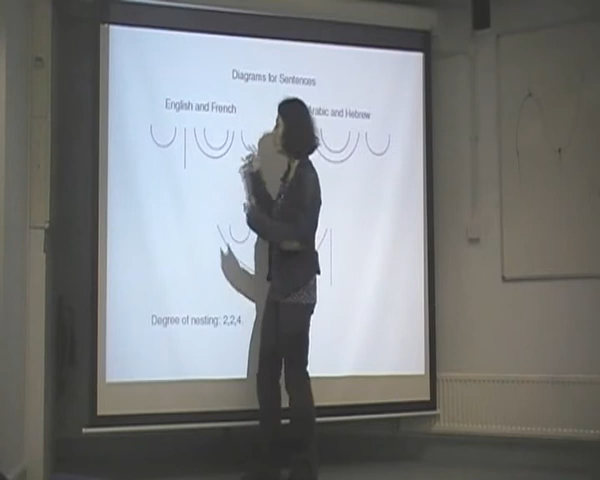 Diagrams for Sentences
English and French
Arabic and Hebrew
Degree of nesting: 2,2,4.